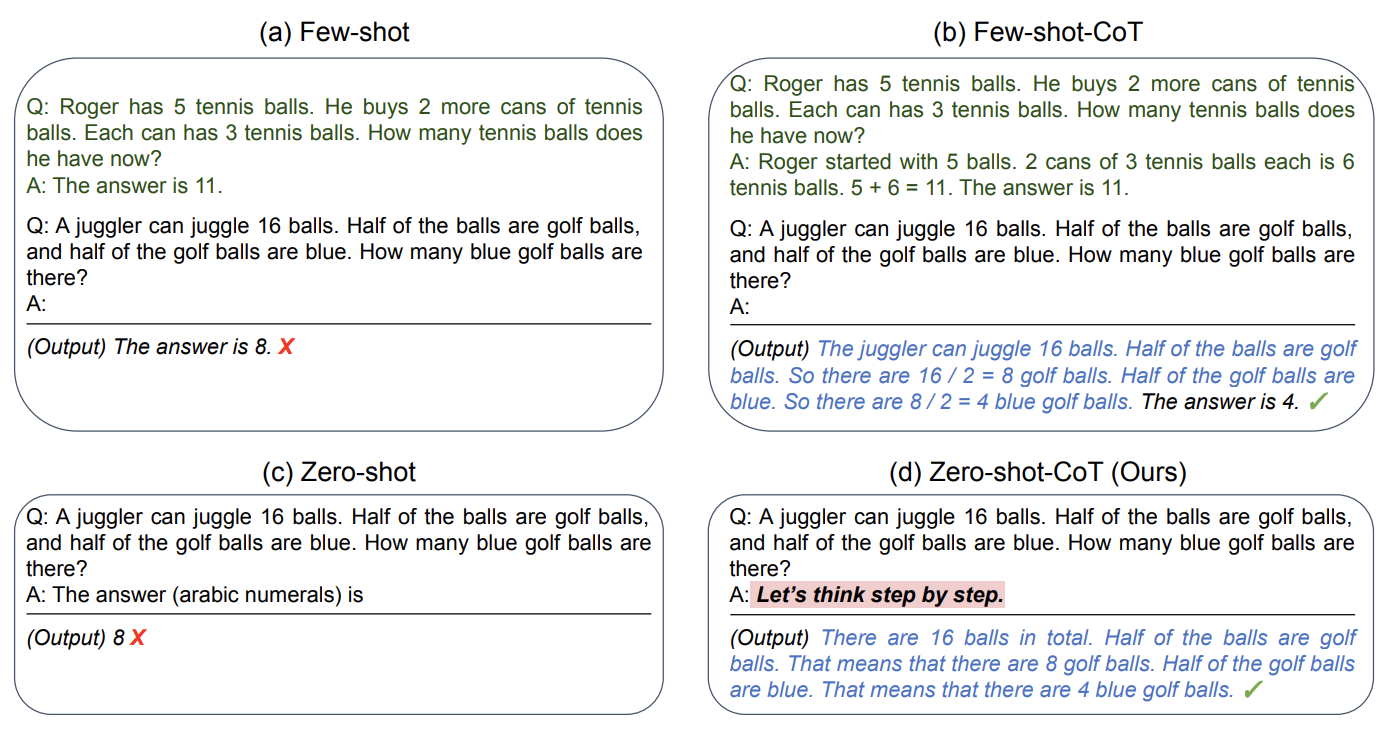 (a) Few-shot
Q: Roger has 5 tennis balls. He buys 2 more cans of tennis
balls. Each can has 3 tennis balls. How many tennis balls does
he have now?
A: The answer is 11.
Q: A juggler can juggle 16 balls. Half of the balls are golf balls,
and half of the golf balls are blue. How many blue golf balls are
there?
A:
(Output) The answer is 8. X
(b) Few-shot-CoT
Q: Roger has 5 tennis balls. He buys 2 more cans of tennis
balls. Each can has 3 tennis balls. How many tennis balls does
he have now?
A: Roger started with 5 balls. 2 cans of 3 tennis balls each is 6
tennis balls. 5 + 6 = 11. The answer is 11.
Q: A juggler can juggle 16 balls. Half of the balls are golf balls,
and half of the golf balls are blue. How many blue golf balls are
there?
A:
(Output) The juggler can juggle 16 balls. Half of the balls are golf
balls. So there are 16 / 2 = 8 golf balls. Half of the golf balls are
blue. So there are 8 / 2 = 4 blue golf balls. The answer is 4. ✓
(c) Zero-shot
Q: A juggler can juggle 16 balls. Half of the balls are golf balls,
and half of the golf balls are blue. How many blue golf balls are
there?
A: The answer (arabic numerals) is
(Output) 8 X
(d) Zero-shot-CoT (Ours)
Q: A juggler can juggle 16 balls. Half of the balls are golf balls,
and half of the golf balls are blue. How many blue golf balls are
there?
A: Let’s think step by step.
(Output) There are 16 balls in total. Half of the balls are golf
balls. That means that there are 8 golf balls. Half of the golf balls
are blue. That means that there are 4 blue golf balls. ✓